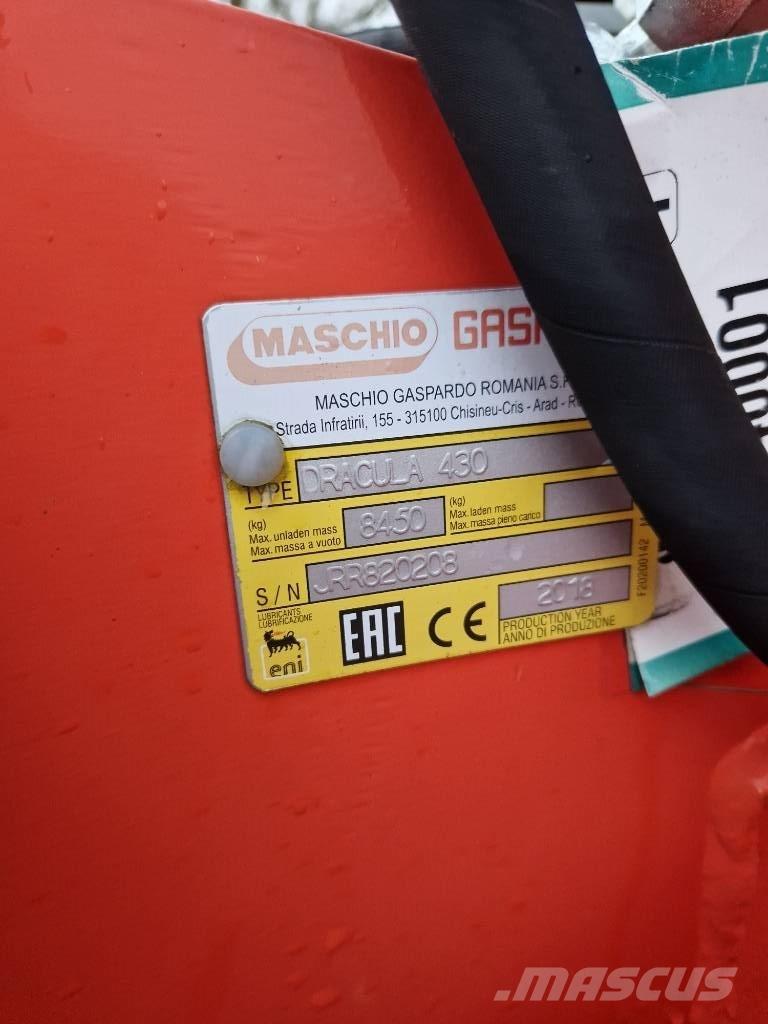 MASCHIO GASP
MASCHIO GASPARDO ROMANIA S.
Strada Infratirii, 155 - 315100 Chisineu-Cris - Arad -
TYPE DRACULA 430
(kg)
Max. unladen mass
Max. massa a vuoto
8450
(kg)
Max. laden mass
Max. massa pieno carico
S / N JRR820208
LUBRICANTS
LUBRIFICAZIONE
eni
EAC
CE
2018
PRODUCTION YEAR
ANNO DI PRODUZIONE
F20200142
MASCUS